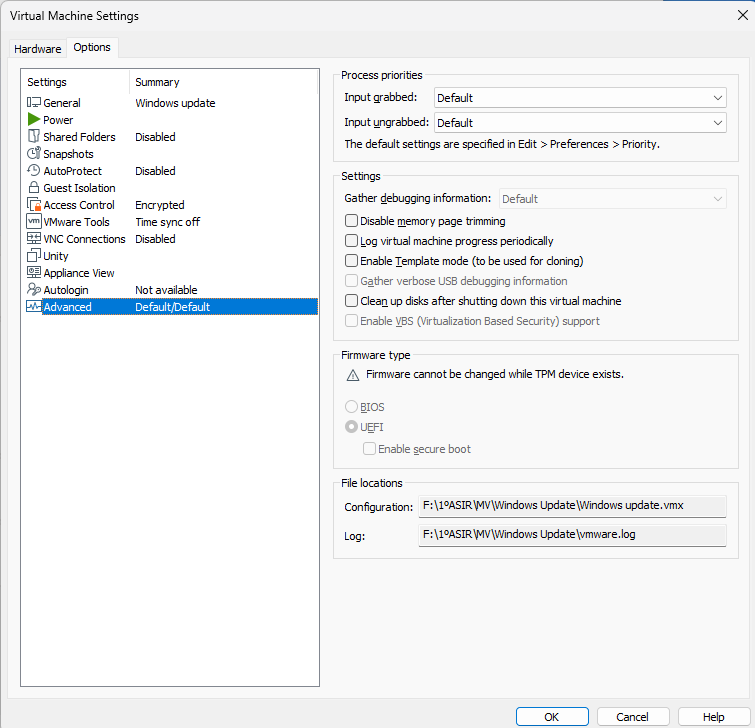 Virtual Machine Settings
Hardware Options
Settings Summary
General Windows update
Power
Shared Folders Disabled
Snapshots
AutoProtect Disabled
Guest Isolation
Access Control Encrypted
vm VMware Tools Time sync off
VNC Connections Disabled
Unity
Appliance View
Autologin Not available
Advanced Default/Default
Process priorities
Input grabbed: Default
Input ungrabbed: Default
The default settings are specified in Edit > Preferences > Priority.
Settings
Gather debugging information: Default
Disable memory page trimming
Log virtual machine progress periodically
Enable Template mode (to be used for cloning)
Gather verbose USB debugging information
Clean up disks after shutting down this virtual machine
Enable VBS (Virtualization Based Security) support
Firmware type
Firmware cannot be changed while TPM device exists.
BIOS
UEFI
Enable secure boot
File locations
Configuration: F:\1ºASIR\MV\Windows Update\Windows update.vmx
Log: F:\1ºASIR\MV\Windows Update\vmware.log
OK Cancel Help